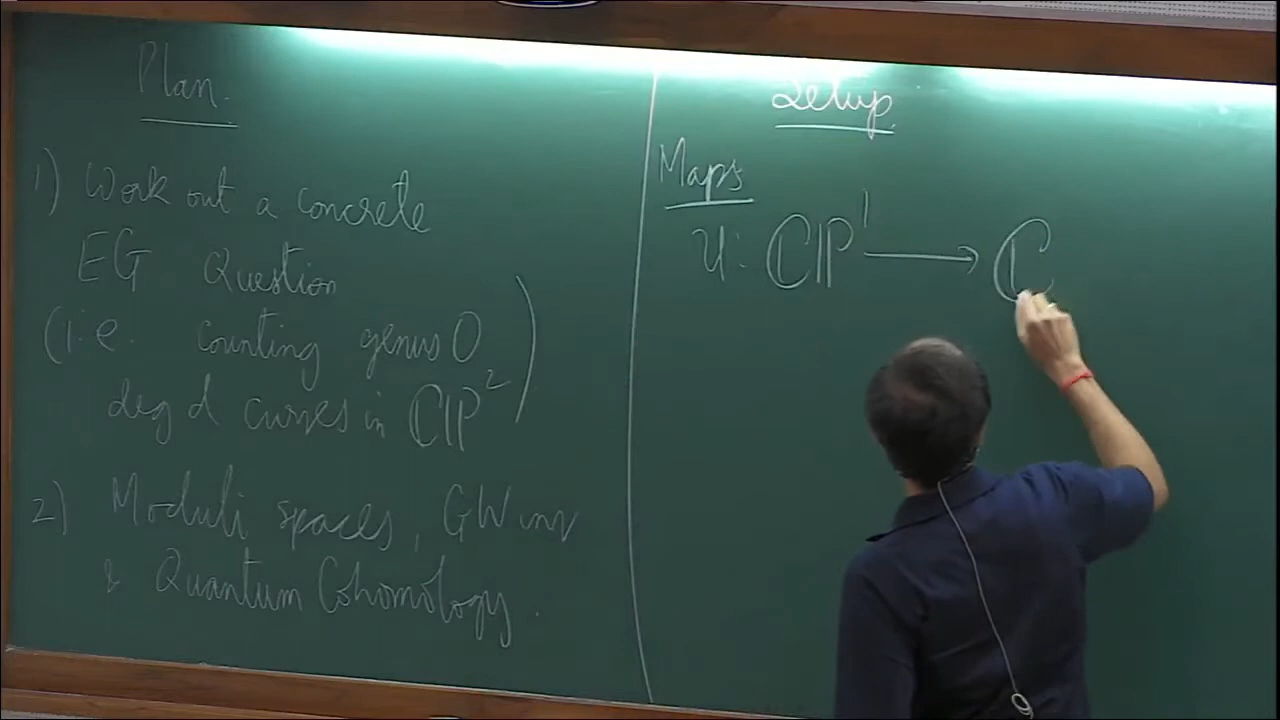 Plan.
1) Work out a concrete
EG Question
(i.e. counting genus 0
deg d curves in ℂℙ²)
2) Moduli spaces, GW inv
& Quantum Cohomology.
Setup.
Maps
u: ℂℙ¹ ⟶ ℂ